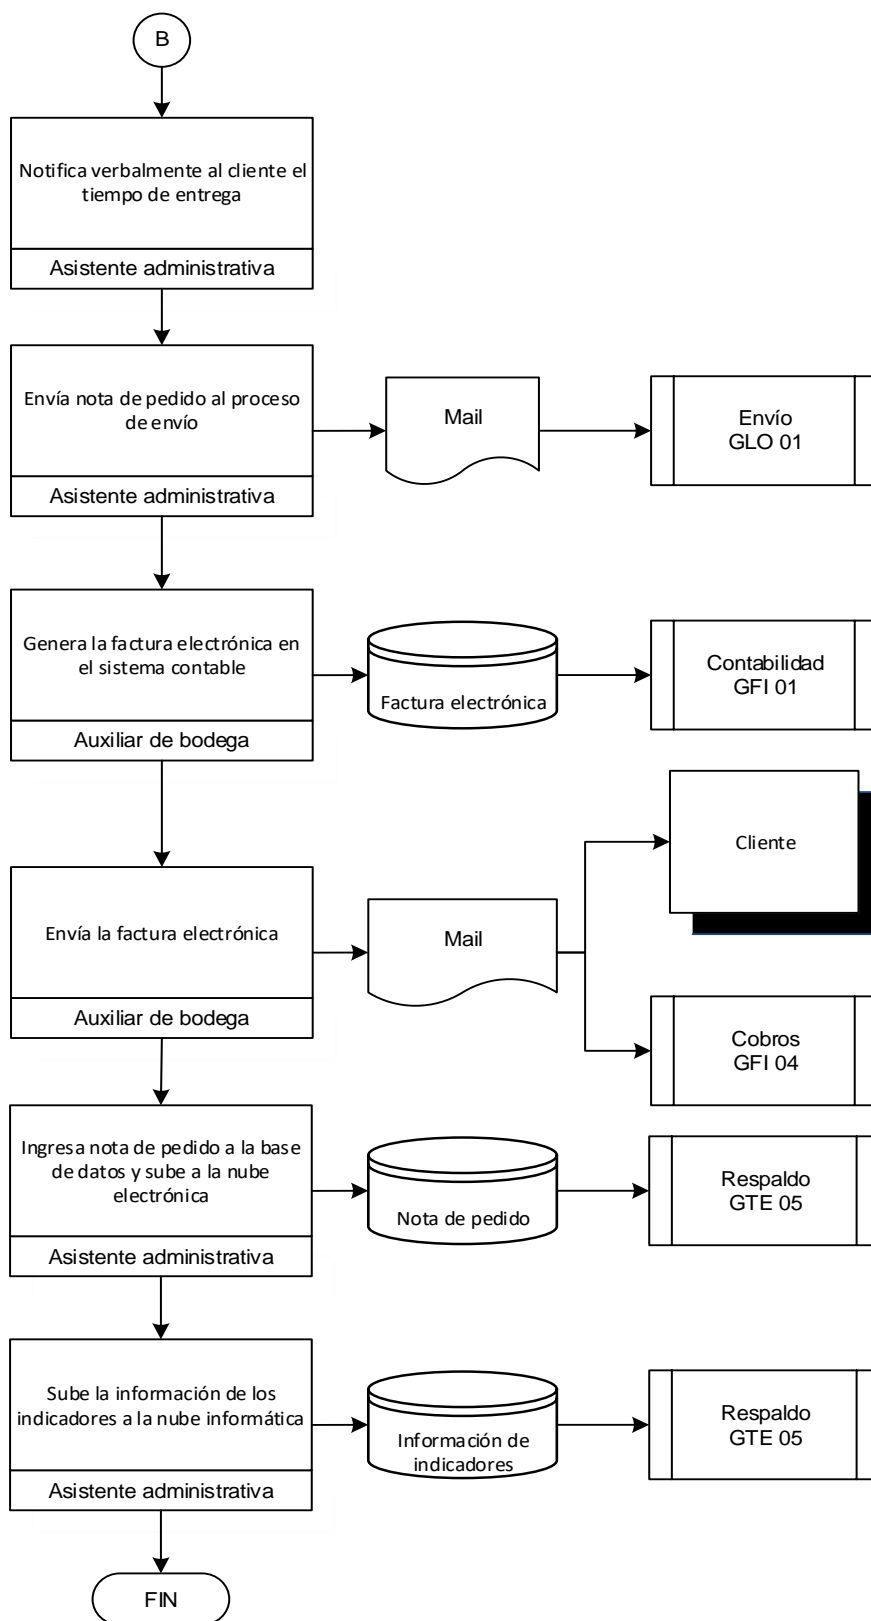 B
Notifica verbalmente al cliente el
tiempo de entrega
Asistente administrativa
Envía nota de pedido al proceso
de envío
Asistente administrativa
Mail
Envío
GLO 01
Genera la factura electrónica en
el sistema contable
Auxiliar de bodega
Factura electrónica
Contabilidad
GFI 01
Cliente
Envía la factura electrónica
Auxiliar de bodega
Mail
Cobros
GFI 04
Ingresa nota de pedido a la base
de datos y sube a la nube
electrónica
Asistente administrativa
Nota de pedido
Respaldo
GTE 05
Sube la información de los
indicadores a la nube informática
Asistente administrativa
Información de
indicadores
Respaldo
GTE 05
FIN